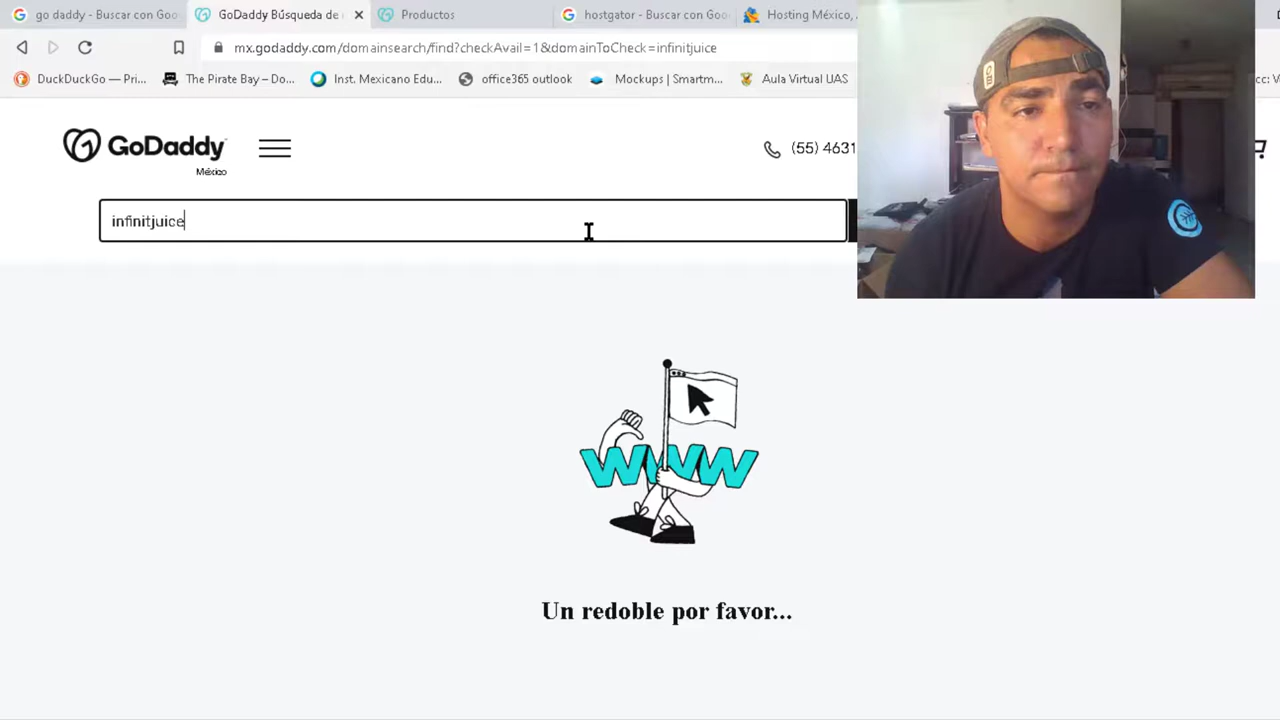 go daddy - Buscar con Goo
GoDaddy Búsqueda de
Productos
hostgator - Buscar con Goo
Hosting México,
mx.godaddy.com/domainsearch/find?checkAvail=1&domainToCheck=infinitjuice
DuckDuckGo — Pri...
The Pirate Bay – Do...
Inst. Mexicano Edu...
office365 outlook
Mockups | Smartm...
Aula Virtual UAS
cc: V
GoDaddy
México
(55) 4631
infinitjuice
WWW
Un redoble por favor...